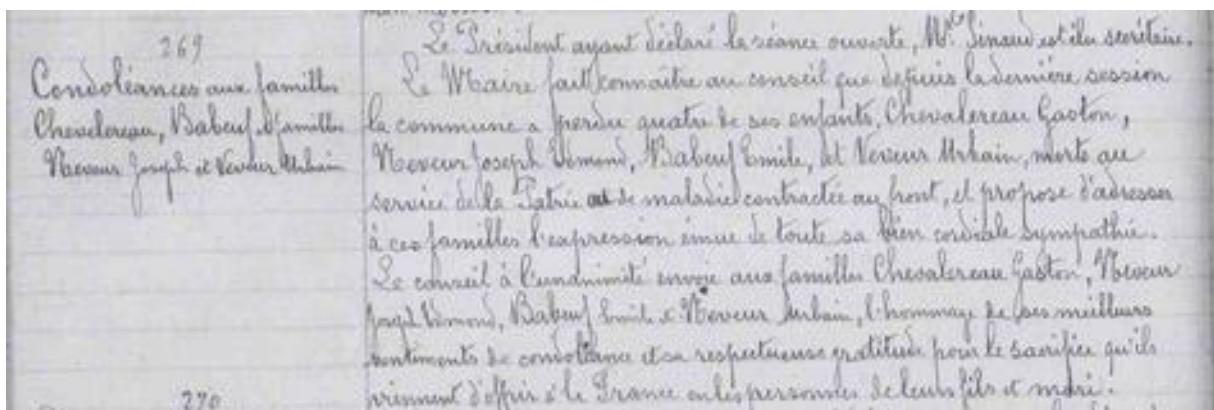 269
Condoléances aux familles
Chevalereau, Babeuf, familles
Neveur Joseph et Neveur Urbain
Le Président ayant déclaré la séance ouverte, Mr Sinaud est élu secrétaire.
Le Maire fait connaître au conseil que depuis la dernière session
la commune a perdu quatre de ses enfants, Chevalereau Gaston,
Neveur Joseph Edmond, Babeuf Emile, et Neveur Urbain, morts au
service de la Patrie ou de maladie contractée au front, et propose d'adresser
à ces familles l'expression émue de toute sa bien cordiale sympathie.
Le conseil à l'unanimité envoie aux familles Chevalereau Gaston, Neveur
Joseph Edmond, Babeuf Emile & Neveur Urbain, l'hommage de ses meilleurs
sentiments de condoléance et sa respectueuse gratitude pour le sacrifice qu'ils
viennent d'offrir à la France en les personnes de leurs fils et mari.
270